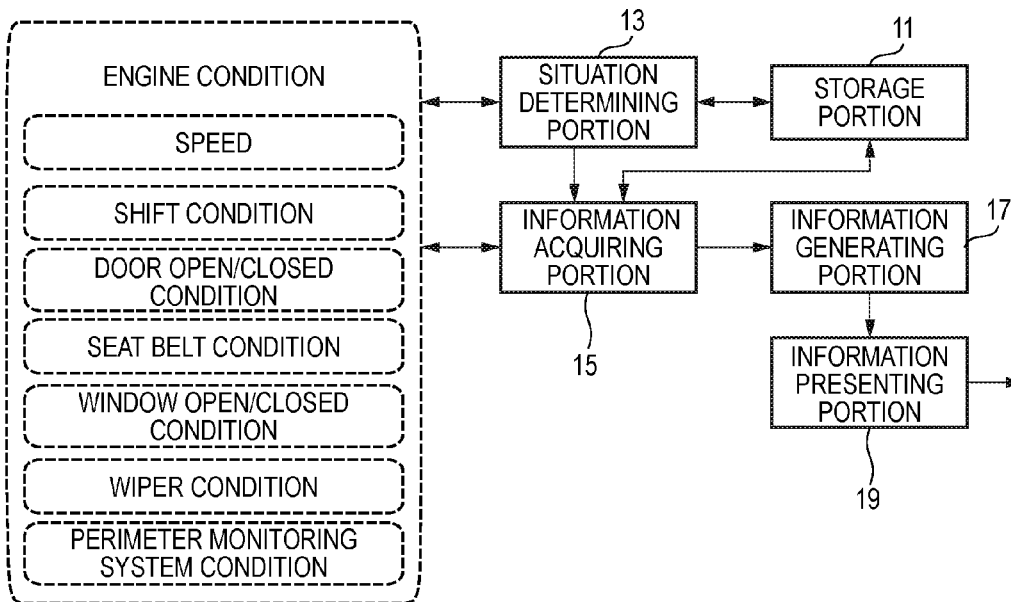 ENGINE CONDITION
SPEED
SHIFT CONDITION
DOOR OPEN/CLOSED
CONDITION
SEAT BELT CONDITION
WINDOW OPEN/CLOSED
CONDITION
WIPER CONDITION
PERIMETER MONITORING
SYSTEM CONDITION
13
SITUATION
DETERMINING
PORTION
11
STORAGE
PORTION
INFORMATION
ACQUIRING
PORTION
15
INFORMATION
GENERATING
PORTION
17
INFORMATION
PRESENTING
PORTION
19